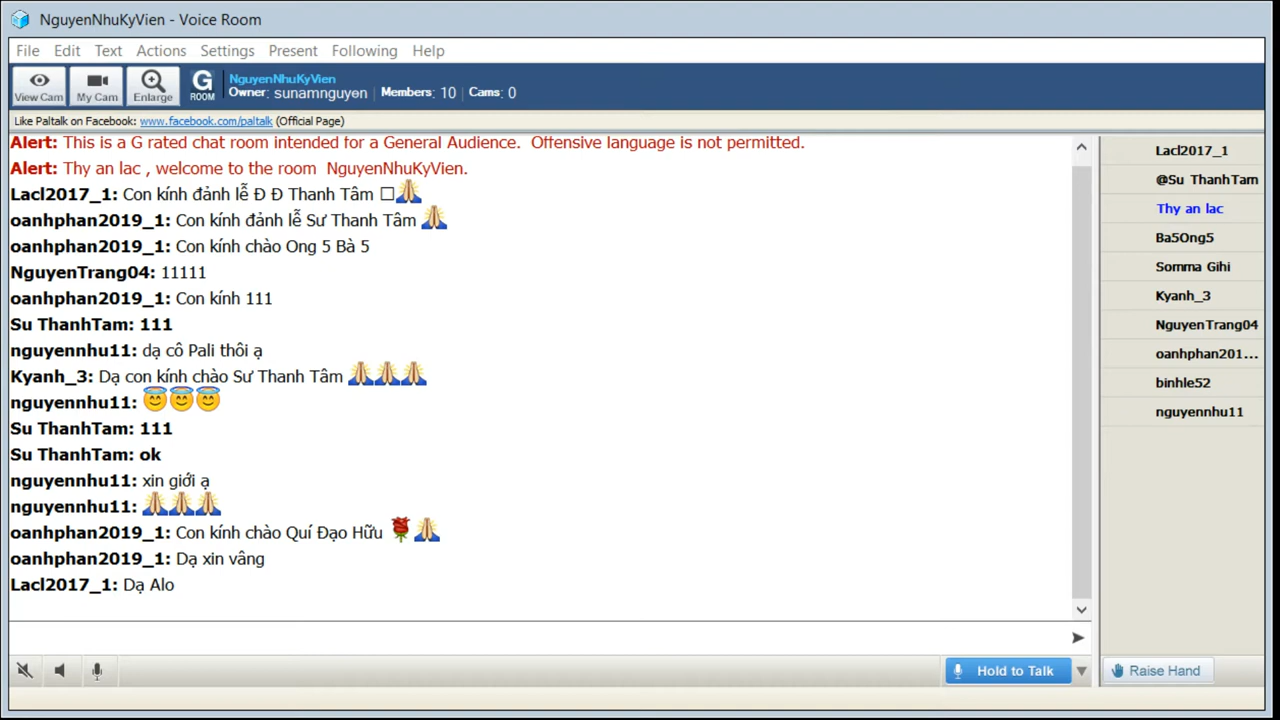 NguyenNhuKyVien - Voice Room
File Edit Text Actions Settings Present Following Help
View Cam My Cam Enlarge G ROOM
NguyenNhuKyVien
Owner: sunamnguyen | Members: 10 | Cams: 0
Like Paltalk on Facebook: www.facebook.com/paltalk (Official Page)
Alert: This is a G rated chat room intended for a General Audience.  Offensive language is not permitted.
Alert: Thy an lac , welcome to the room  NguyenNhuKyVien.
Lacl2017_1: Con kính đảnh lễ Đ Đ Thanh Tâm □🙏
oanhphan2019_1: Con kính đảnh lễ Sư Thanh Tâm 🙏
oanhphan2019_1: Con kính chào Ong 5 Bà 5
NguyenTrang04: 11111
oanhphan2019_1: Con kính 111
Su ThanhTam: 111
nguyennhu11: dạ cô Pali thôi ạ
Kyanh_3: Dạ con kính chào Sư Thanh Tâm 🙏🙏🙏
nguyennhu11: 😇😇😇
Su ThanhTam: 111
Su ThanhTam: ok
nguyennhu11: xin giới ạ
nguyennhu11: 🙏🙏🙏
oanhphan2019_1: Con kính chào Quí Đạo Hữu 🌹🙏
oanhphan2019_1: Dạ xin vâng
Lacl2017_1: Dạ Alo
Lacl2017_1
@Su ThanhTam
Thy an lac
Ba5Ong5
Somma Gihi
Kyanh_3
NguyenTrang04
oanhphan201...
binhle52
nguyennhu11
Hold to Talk
Raise Hand